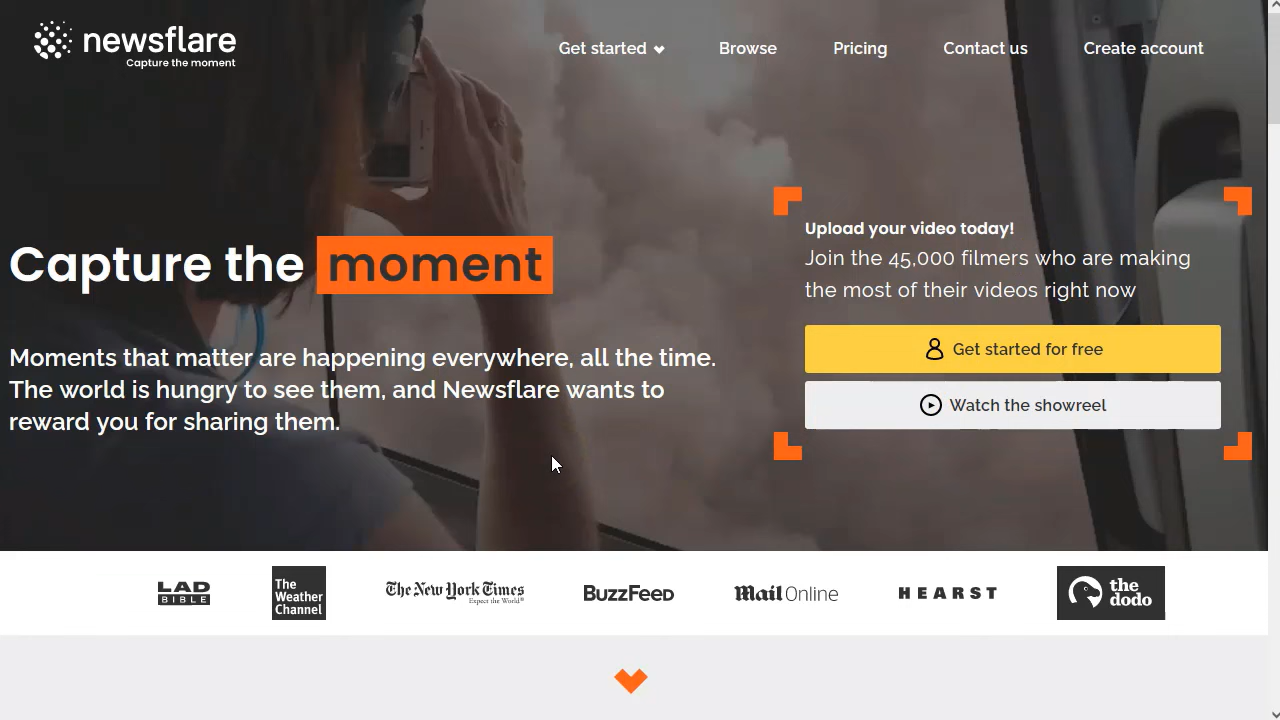 newsflare
Capture the moment
Get started
Browse
Pricing
Contact us
Create account
Capture the moment
Moments that matter are happening everywhere, all the time.
The world is hungry to see them, and Newsflare wants to
reward you for sharing them.
Upload your video today!
Join the 45,000 filmers who are making
the most of their videos right now
Get started for free
Watch the showreel
LAD
BIBLE
The
Weather
Channel
The New York Times
Expect the World®
BuzzFeed
Mail Online
HEARST
the
dodo